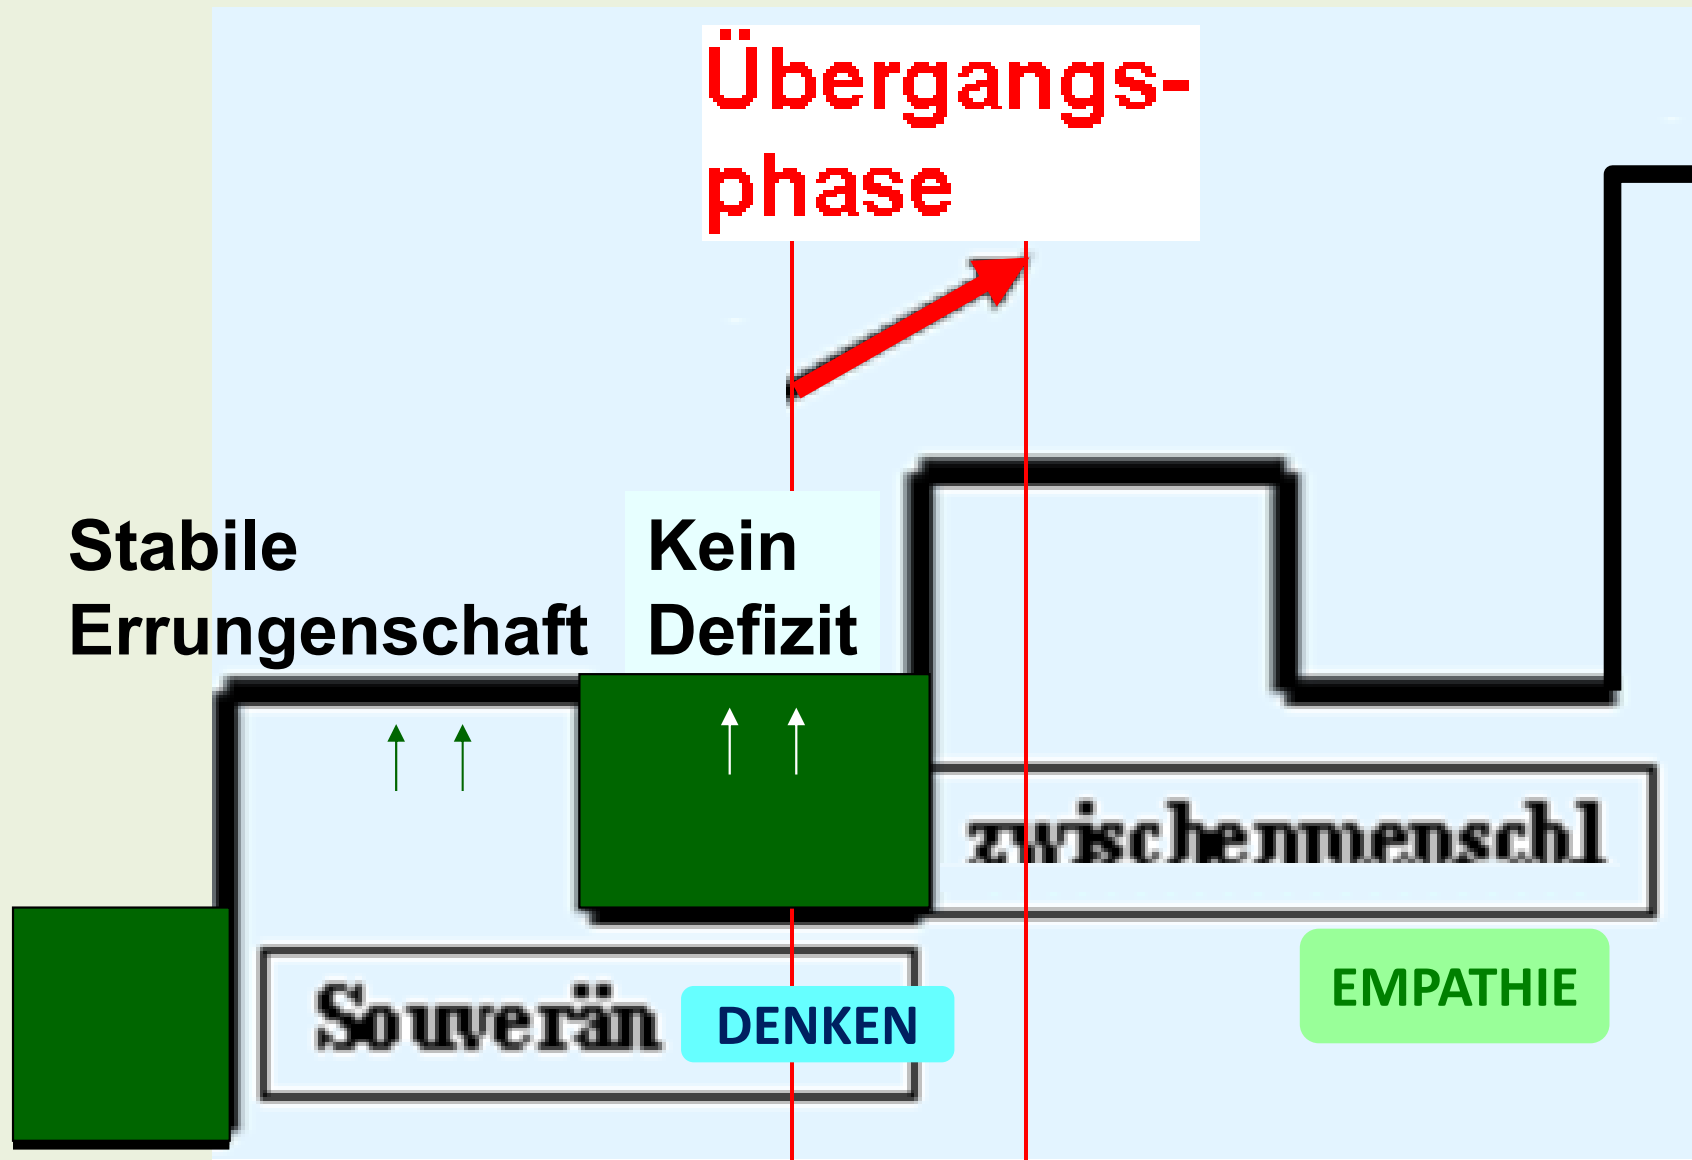 Übergangs-
phase
Stabile
Errungenschaft
Kein
Defizit
zwischenmenschl
Souverän
DENKEN
EMPATHIE